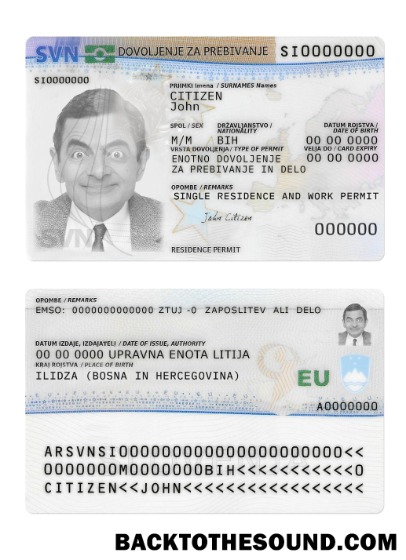 SVN DOVOLJENJE ZA PREBIVANJE SI0000000
SI0000000
PRIIMKI Imena / SURNAMES Names
CITIZEN
John
SPOL / SEX DRŽAVLJANSTVO / NATIONALITY DATUM ROJSTVA / DATE OF BIRTH
M/M BIH 00 00 0000
VRSTA DOVOLJENJA / TYPE OF PERMIT VELJA DO / CARD EXPIRY
ENOTNO DOVOLJENJE 00 00 0000
ZA PREBIVANJE IN DELO
OPOMBE / REMARKS
SINGLE RESIDENCE AND WORK PERMIT
John Citizen
000000
SVN
RESIDENCE PERMIT
OPOMBE / REMARKS
EMSO: 0000000000000 ZTUJ -O ZAPOSLITEV ALI DELO
DATUM IZDAJE, IZDAJATELJ / DATE OF ISSUE, AUTHORITY
00 00 0000 UPRAVNA ENOTA LITIJA
KRAJ ROJSTVA / PLACE OF BIRTH
ILIDZA (BOSNA IN HERCEGOVINA)
EU
A0000000
ARSVNSI0000000000000000000000<<
0000000M0000000BIH<<<<<<<<<<<0
CITIZEN<<JOHN<<<<<<<<<<<<<<<<<
BACKTOTHESOUND.COM